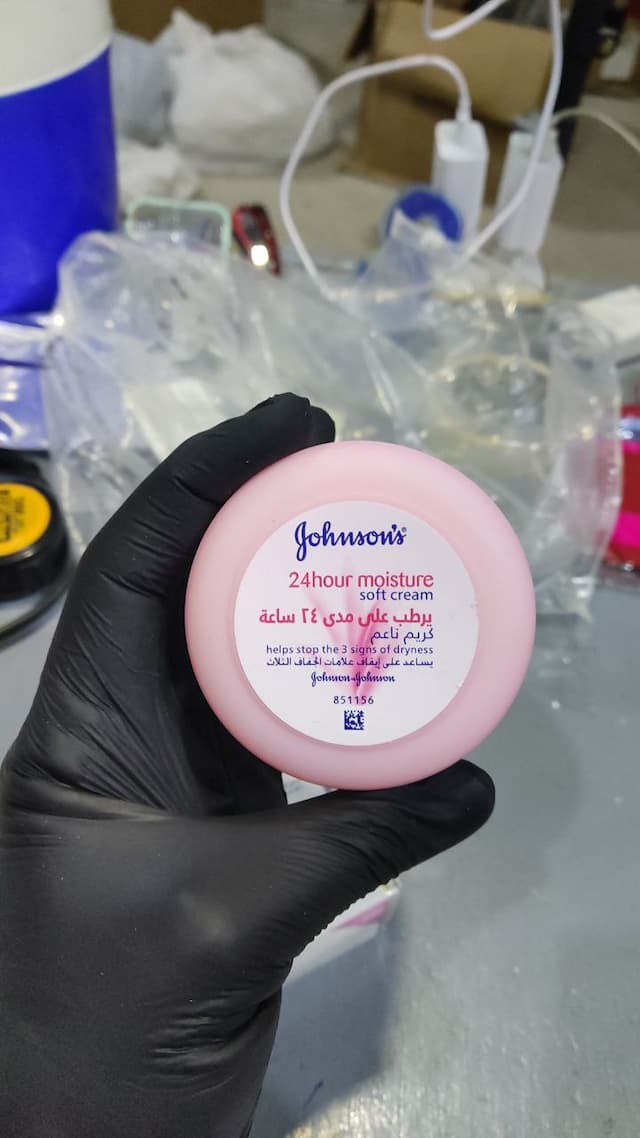 Johnson's®
24hour moisture
soft cream
يرطب على مدى ٢٤ ساعة
كريم ناعم
helps stop the 3 signs of dryness
يساعد على إيقاف علامات الجفاف الثلاث
Johnson & Johnson
851156